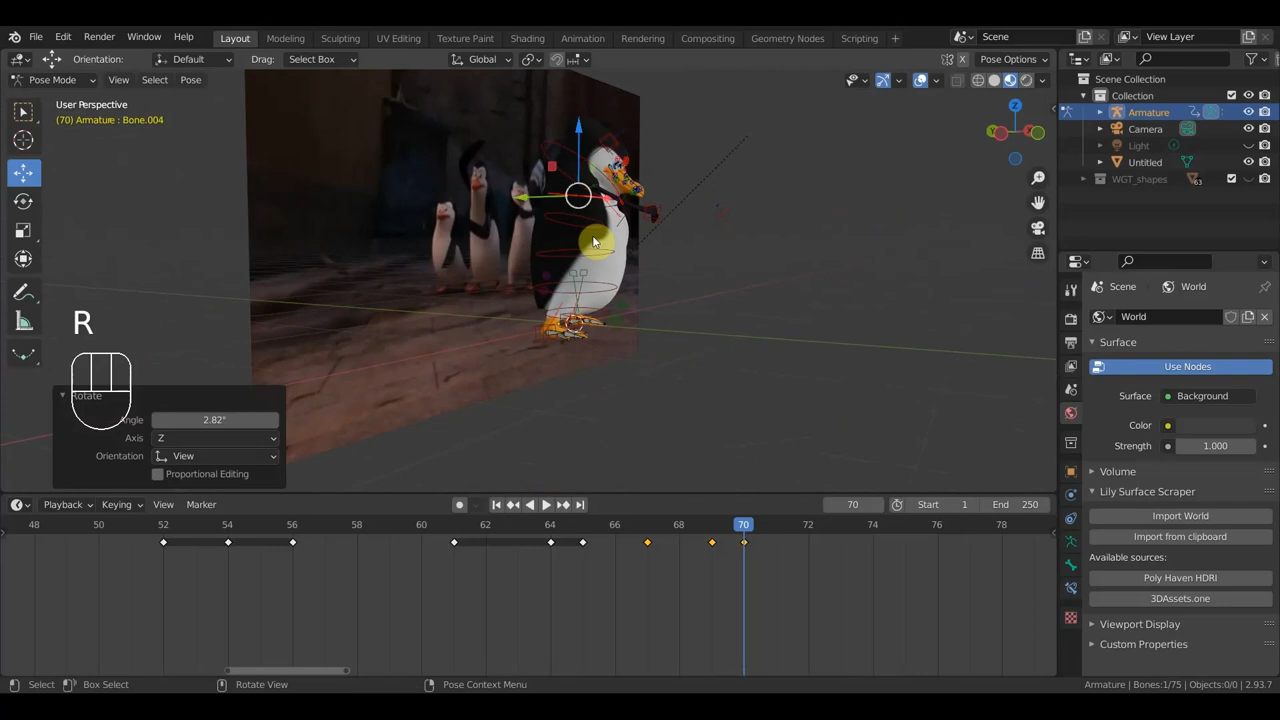 File Edit Render Window Help Layout Modeling Sculpting UV Editing Texture Paint Shading Animation Rendering Compositing Geometry Nodes Scripting + Scene View Layer
Orientation: Default Drag: Select Box Global Pose Options
Pose Mode View Select Pose
User Perspective
(70) Armature : Bone.004
Scene Collection
Collection
Armature
Camera
Light
Untitled
WGT_shapes 63
Z
Scene World
World
Surface
Use Nodes
Surface Background
Color
Strength 1.000
Volume
Lily Surface Scraper
Import World
Import from clipboard
Available sources:
Poly Haven HDRI
3DAssets.one
Viewport Display
Custom Properties
R
Rotate
Angle 2.82°
Axis Z
Orientation View
Proportional Editing
Playback Keying View Marker 70 Start 1 End 250
48 50 52 54 56 58 60 62 64 66 68 70 72 74 76 78
Select Box Select Rotate View Pose Context Menu Armature | Bones:1/75 | Objects:0/0 | 2.93.7